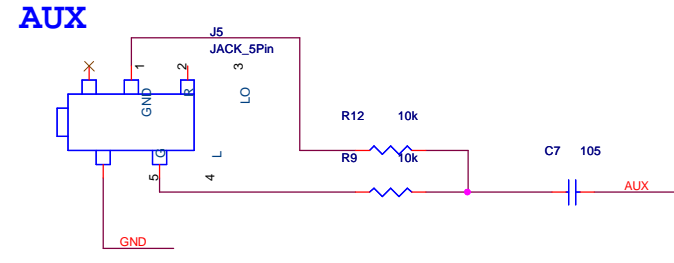 AUX
J5
JACK_5Pin
1
2
3
GND
R
LO
R12 10k
R9 10k
C7 105
G
L
5
4
AUX
GND